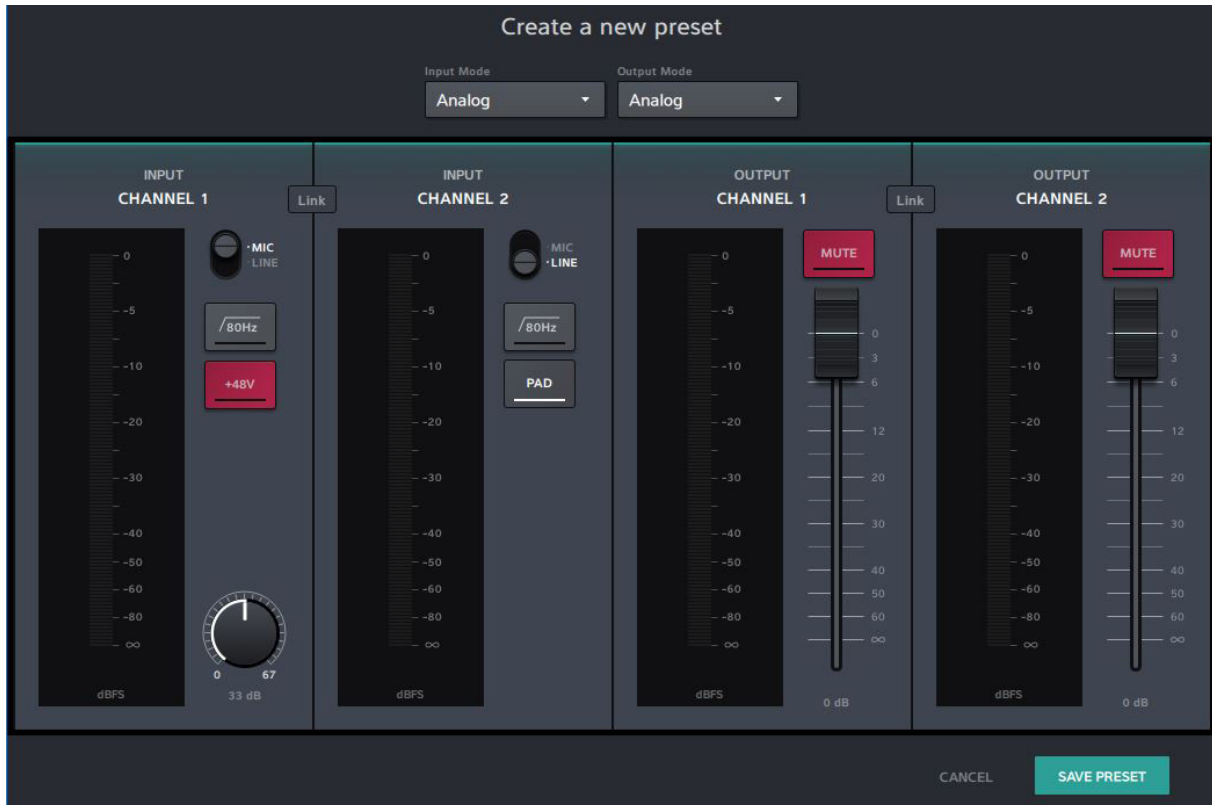 Create a new preset
Input Mode
Output Mode
Analog
Analog
INPUT
CHANNEL 1
Link
MIC
LINE
80Hz
+48V
0
-5
-10
-20
-30
-40
-50
-60
-80
∞
dBFS
0
67
33 dB
INPUT
CHANNEL 2
MIC
LINE
80Hz
PAD
0
-5
-10
-20
-30
-40
-50
-60
-80
∞
dBFS
OUTPUT
CHANNEL 1
Link
MUTE
0
-5
-10
-20
-30
-40
-50
-60
-80
∞
dBFS
0
3
6
12
20
30
40
50
60
∞
0 dB
OUTPUT
CHANNEL 2
MUTE
0
-5
-10
-20
-30
-40
-50
-60
-80
∞
dBFS
0
3
6
12
20
30
40
50
60
∞
0 dB
CANCEL
SAVE PRESET